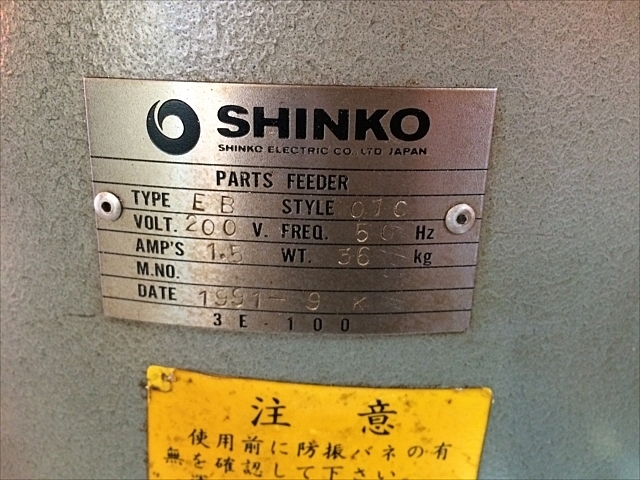 SHINKO
SHINKO ELECTRIC CO. LTD JAPAN
PARTS FEEDER
TYPE EB STYLE 01C
VOLT. 200 V. FREQ. 50 Hz
AMP'S 1.5 WT. 36 kg
M.NO.
DATE 1991-9
3E-100
注意
使用前に防振バネの有
無を確認して下さい